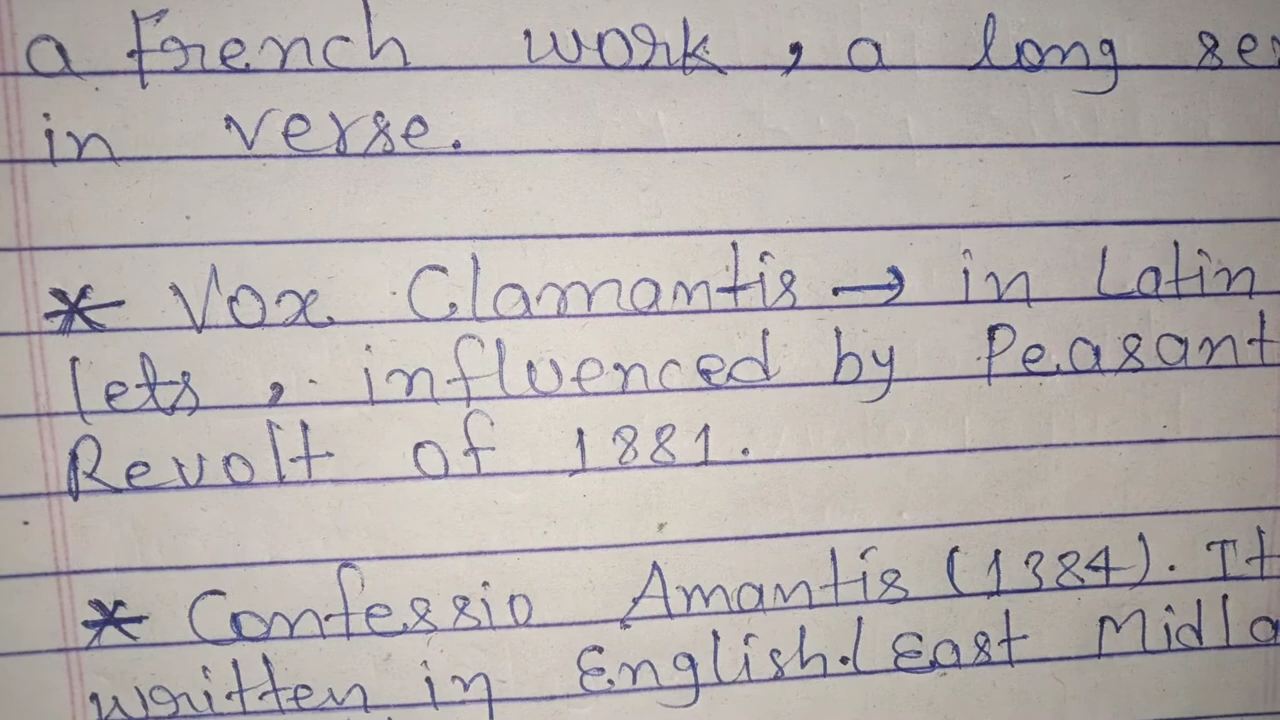 a French work, a long se
in verse.
* Vox Clamantis → in Latin
lets, influenced by Peasant
Revolt of 1881.
* Confessio Amantis (1384). It
written in English. (East Midla